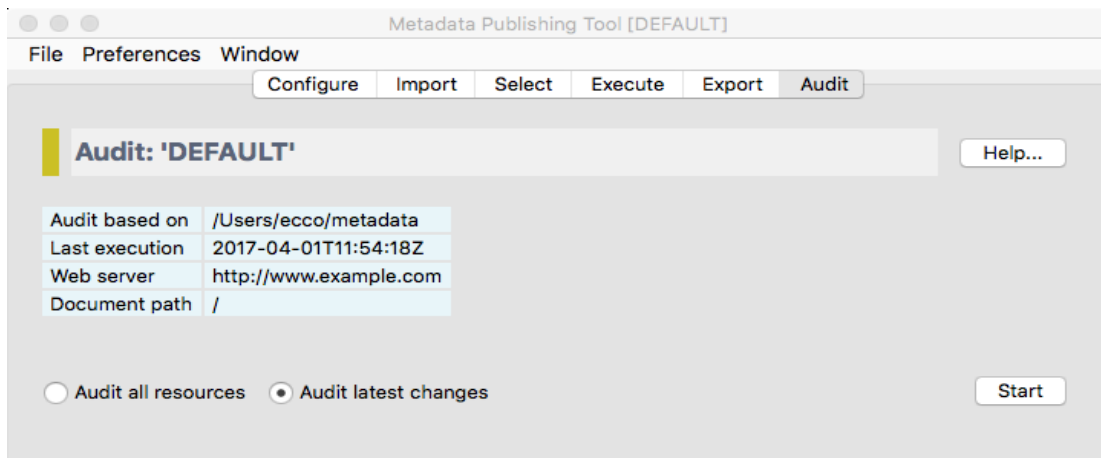 Metadata Publishing Tool [DEFAULT]
File Preferences Window
Configure Import Select Execute Export Audit
Audit: 'DEFAULT' Help...
Audit based on /Users/ecco/metadata
Last execution 2017-04-01T11:54:18Z
Web server http://www.example.com
Document path /
Audit all resources Audit latest changes Start